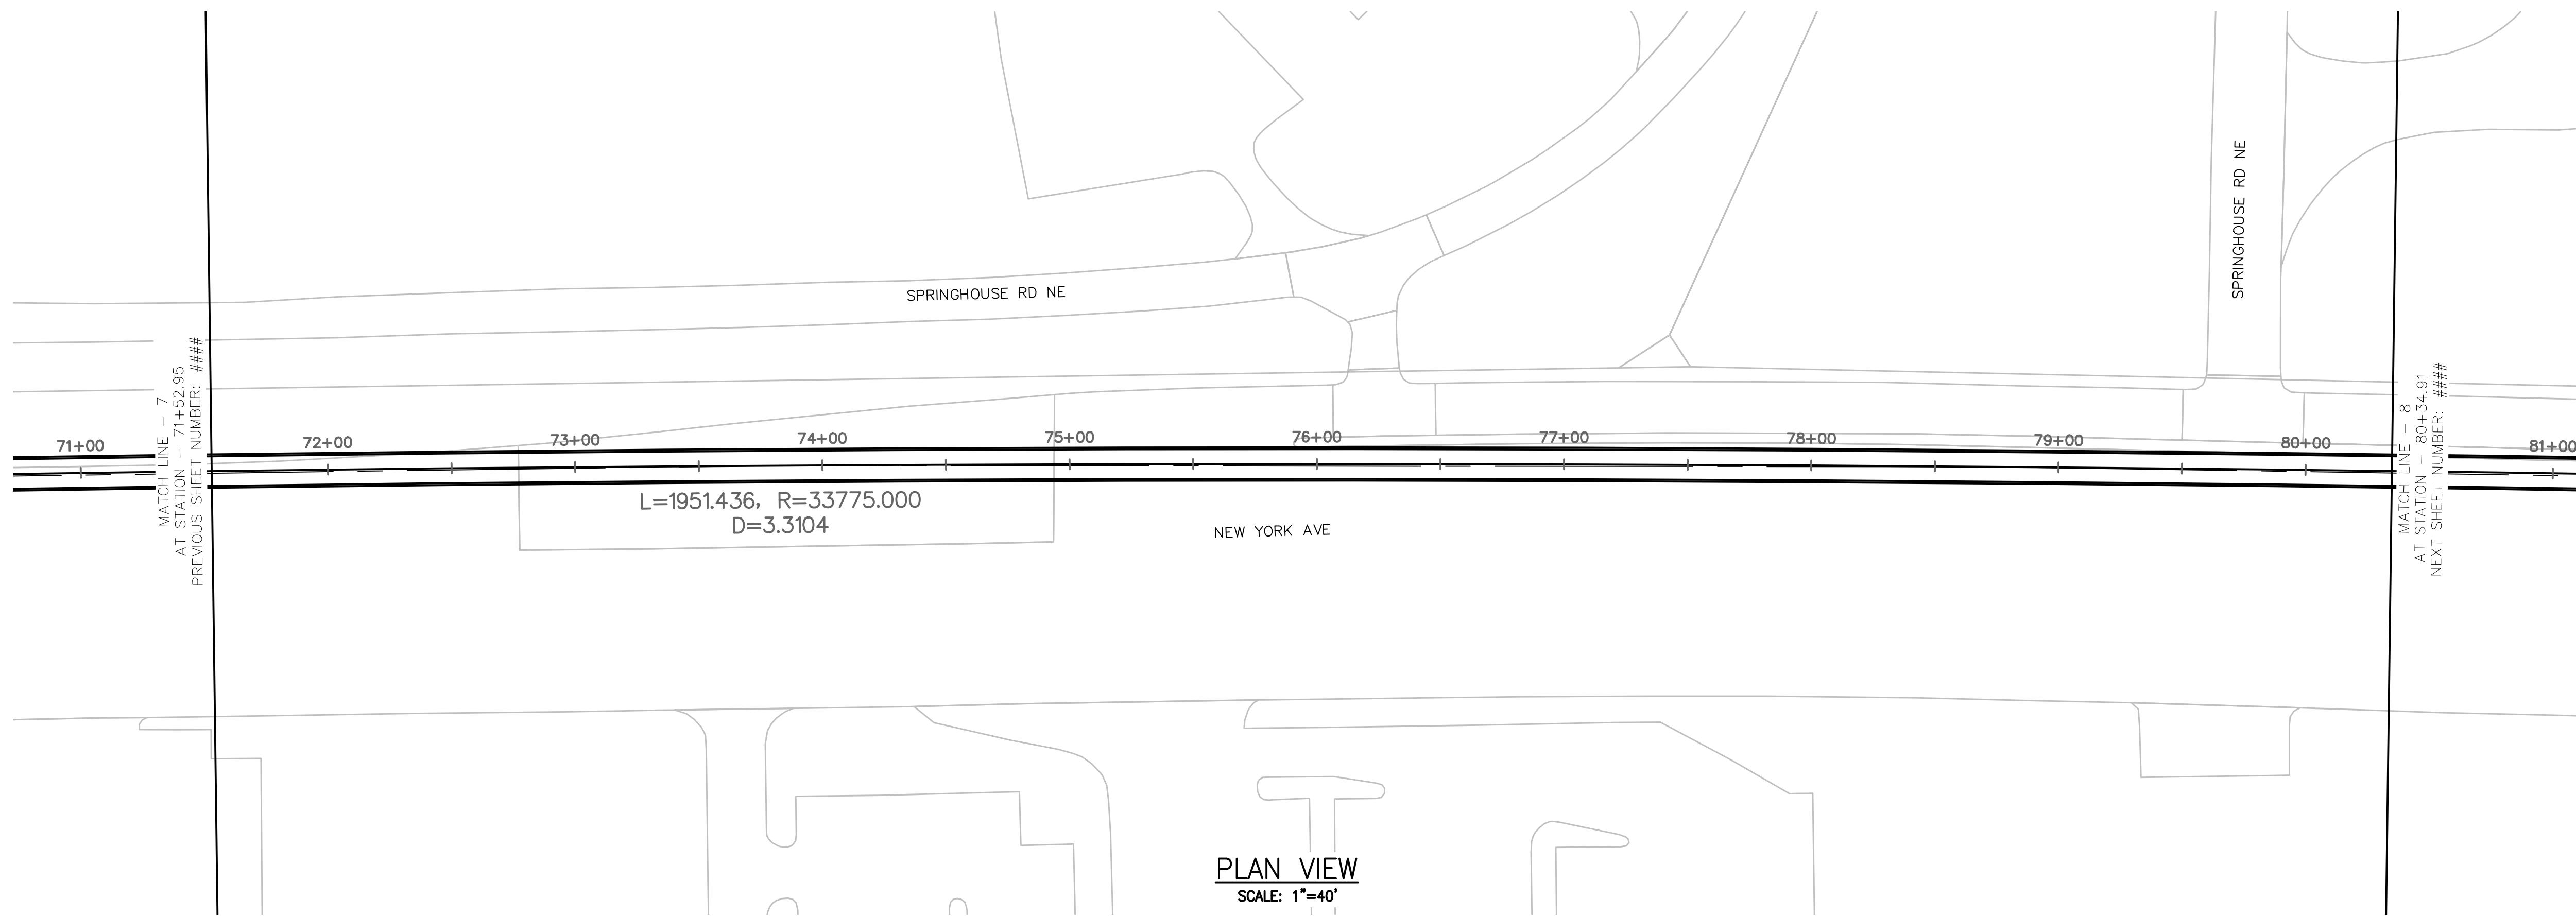 SPRINGHOUSE RD NE
SPRINGHOUSE RD NE
MATCH LINE - 7
AT STATION - 71+52.95
PREVIOUS SHEET NUMBER: ####
71+00
72+00
73+00
74+00
75+00
76+00
77+00
78+00
79+00
80+00
81+00
MATCH LINE - 8
AT STATION - 80+34.91
NEXT SHEET NUMBER: ####
L=1951.436, R=33775.000
D=3.3104
NEW YORK AVE
PLAN VIEW
SCALE: 1"=40'